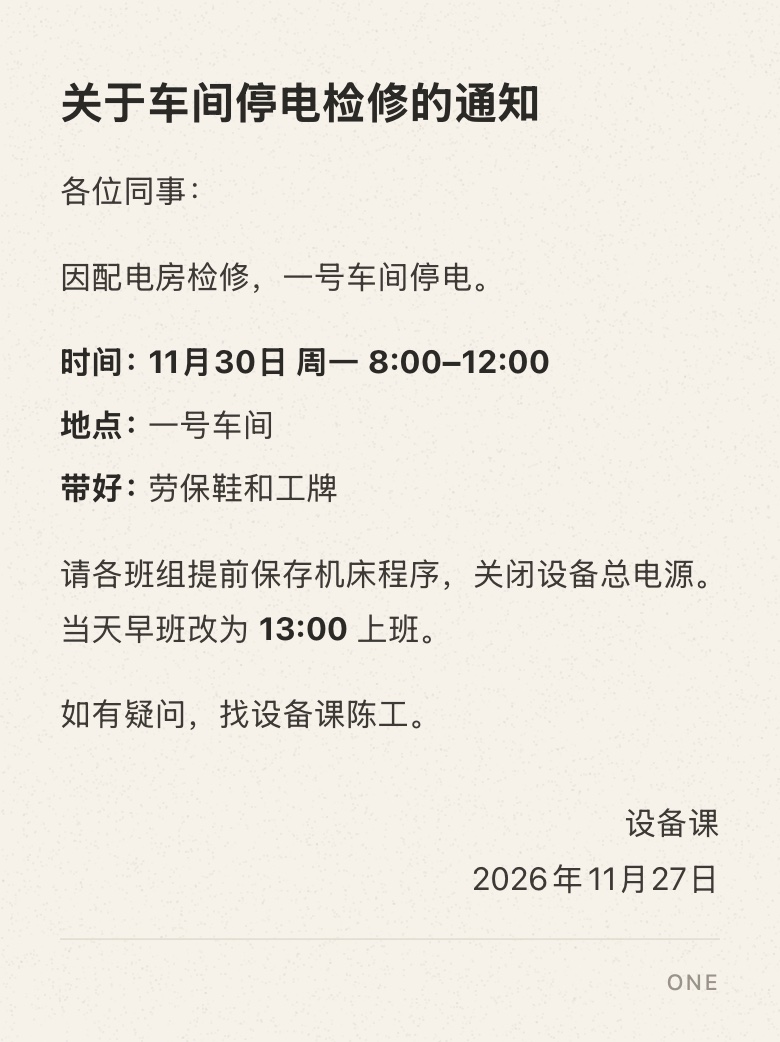 关于车间停电检修的通知
各位同事：
因配电房检修，一号车间停电。
时间：11月30日 周一 8:00–12:00
地点：一号车间
带好：劳保鞋和工牌
请各班组提前保存机床程序，关闭设备总电源。
当天早班改为 13:00 上班。
如有疑问，找设备课陈工。
设备课
2026年11月27日
ONE